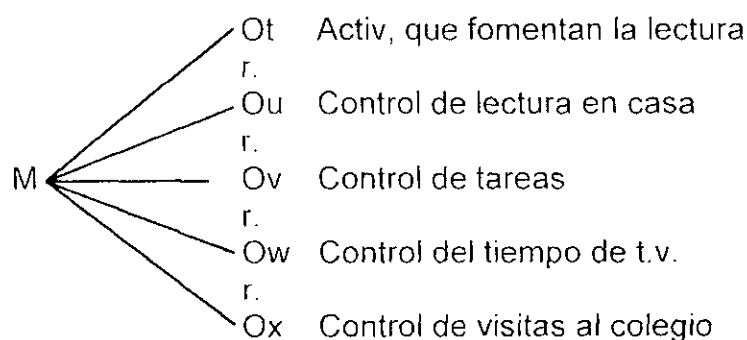 Ot Activ, que fomentan la lectura
r.
Ou Control de lectura en casa
r.
M Ov Control de tareas
r.
Ow Control del tiempo de t.v.
r.
Ox Control de visitas al colegio